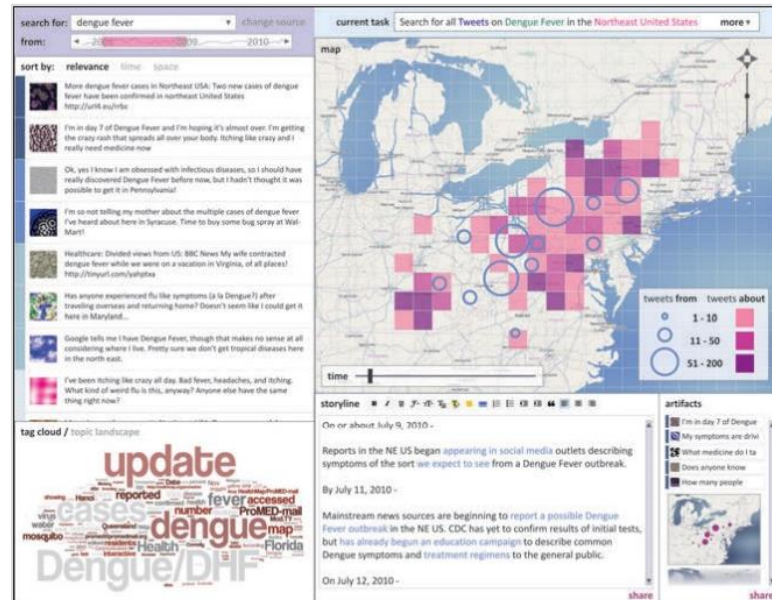 search for: dengue fever change source
from: 2008 2009 2010
current task Search for all Tweets on Dengue Fever in the Northeast United States more
sort by: relevance time space
More dengue fever cases in Northeast USA: Two new cases of dengue
fever have been confirmed in northeast United States
http://url4.eu/rrbz
I'm in day 7 of Dengue Fever and I'm hoping it's almost over. I'm getting
the crazy rash that spreads all over your body. Itching like crazy and I
really need medicine now
Ok, yes I know I am obsessed with infectious diseases, so I should have
really discovered Dengue Fever before now, but I hadn't thought it was
possible to get it in Pennsylvania!
I'm so not telling my mother about the multiple cases of dengue fever
I've heard about here in Syracuse. Time to buy some bug spray at Wal-
Mart!
Healthcare: Divided views from US: BBC News My wife contracted
dengue fever while we were on a vacation in Virginia, of all places!
http://tinyurl.com/yahptxa
Has anyone experienced flu like symptoms (a la Dengue?) after
traveling overseas and returning home? Doesn't seem like I could get it
here in Maryland...
Google tells me I have Dengue Fever, though that makes no sense at all
considering where I live. Pretty sure we don't get tropical diseases here
in the north east.
I've been itching like crazy all day. Bad fever, headaches, and itching.
What kind of weird flu is this, anyway? Anyone else have the same
thing right now?
map
tweets from tweets about
1 - 10
11 - 50
51 - 200
time
tag cloud / topic landscape
update
reported
fever
accessed
cases
number
ProMED-mail
virus
water
dengue
map
mosquito
Queensland
Health
Florida
Hanoi
Dengue/DHF
storyline
On or about July 9, 2010 -
Reports in the NE US began appearing in social media outlets describing
symptoms of the sort we expect to see from a Dengue Fever outbreak.
By July 11, 2010 -
Mainstream news sources are beginning to report a possible Dengue
Fever outbreak in the NE US. CDC has yet to confirm results of initial tests,
but has already begun an education campaign to describe common
Dengue symptoms and treatment regimens to the general public.
On July 12, 2010 -
share
artifacts
I'm in day 7 of Dengue
My symptoms are drivi
What medicine do I ta
Does anyone know
How many people
share